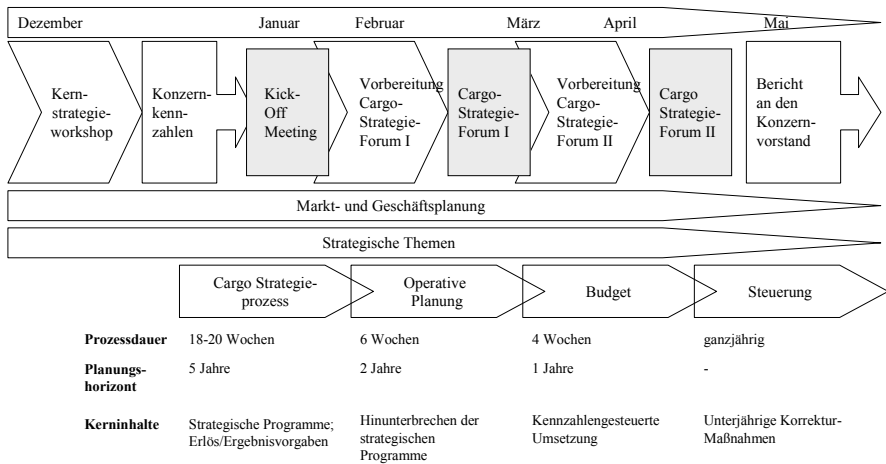 Dezember Januar Februar März April Mai
Kern-
strategie-
workshop
Konzern-
kenn-
zahlen
Kick-
Off
Meeting
Vorbereitung
Cargo-
Strategie-
Forum I
Cargo-
Strategie-
Forum I
Vorbereitung
Cargo-
Strategie-
Forum II
Cargo
Strategie-
Forum II
Bericht
an den
Konzern-
vorstand
Markt- und Geschäftsplanung
Strategische Themen
Cargo Strategie-
prozess
Operative
Planung
Budget
Steuerung
Prozessdauer 18-20 Wochen 6 Wochen 4 Wochen ganzjährig
Planungs-
horizont
5 Jahre 2 Jahre 1 Jahre -
Kerninhalte
Strategische Programme;
Erlös/Ergebnisvorgaben
Hinunterbrechen der
strategischen
Programme
Kennzahlengesteuerte
Umsetzung
Unterjährige Korrektur-
Maßnahmen